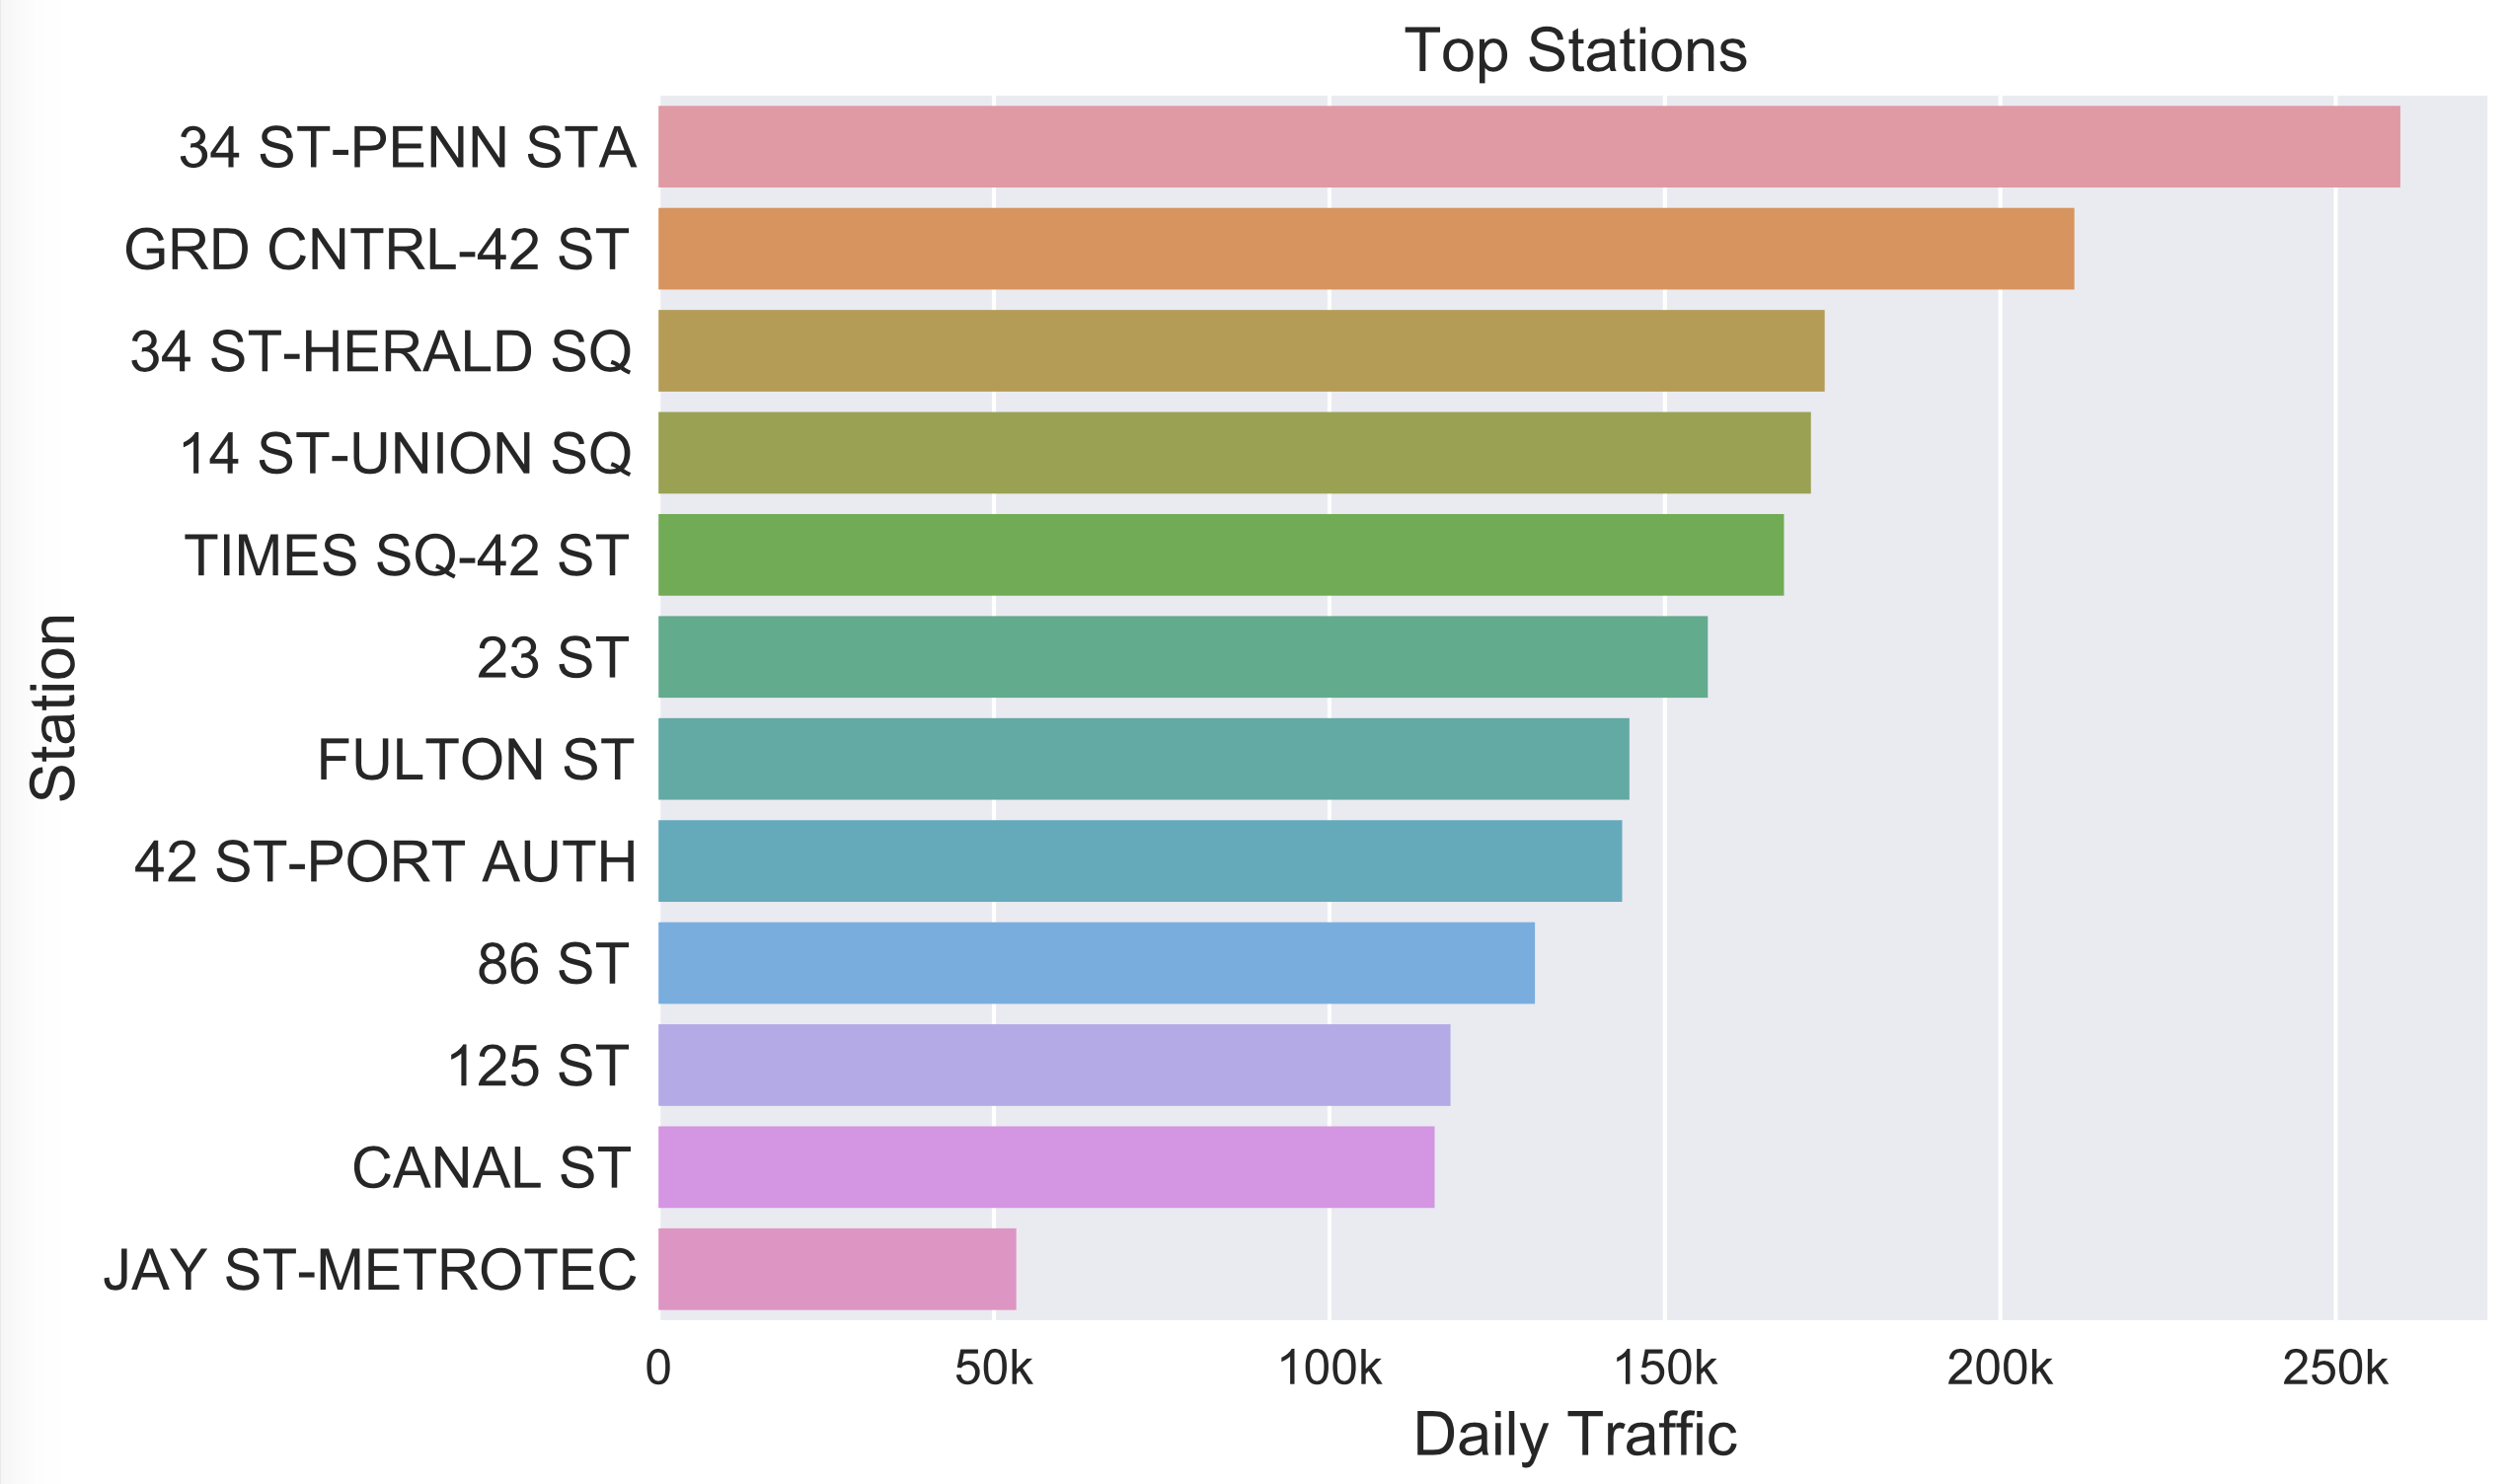 Top Stations
34 ST-PENN STA
GRD CNTRL-42 ST
34 ST-HERALD SQ
14 ST-UNION SQ
TIMES SQ-42 ST
23 ST
FULTON ST
42 ST-PORT AUTH
86 ST
125 ST
CANAL ST
JAY ST-METROTEC
Station
0 50k 100k 150k 200k 250k
Daily Traffic